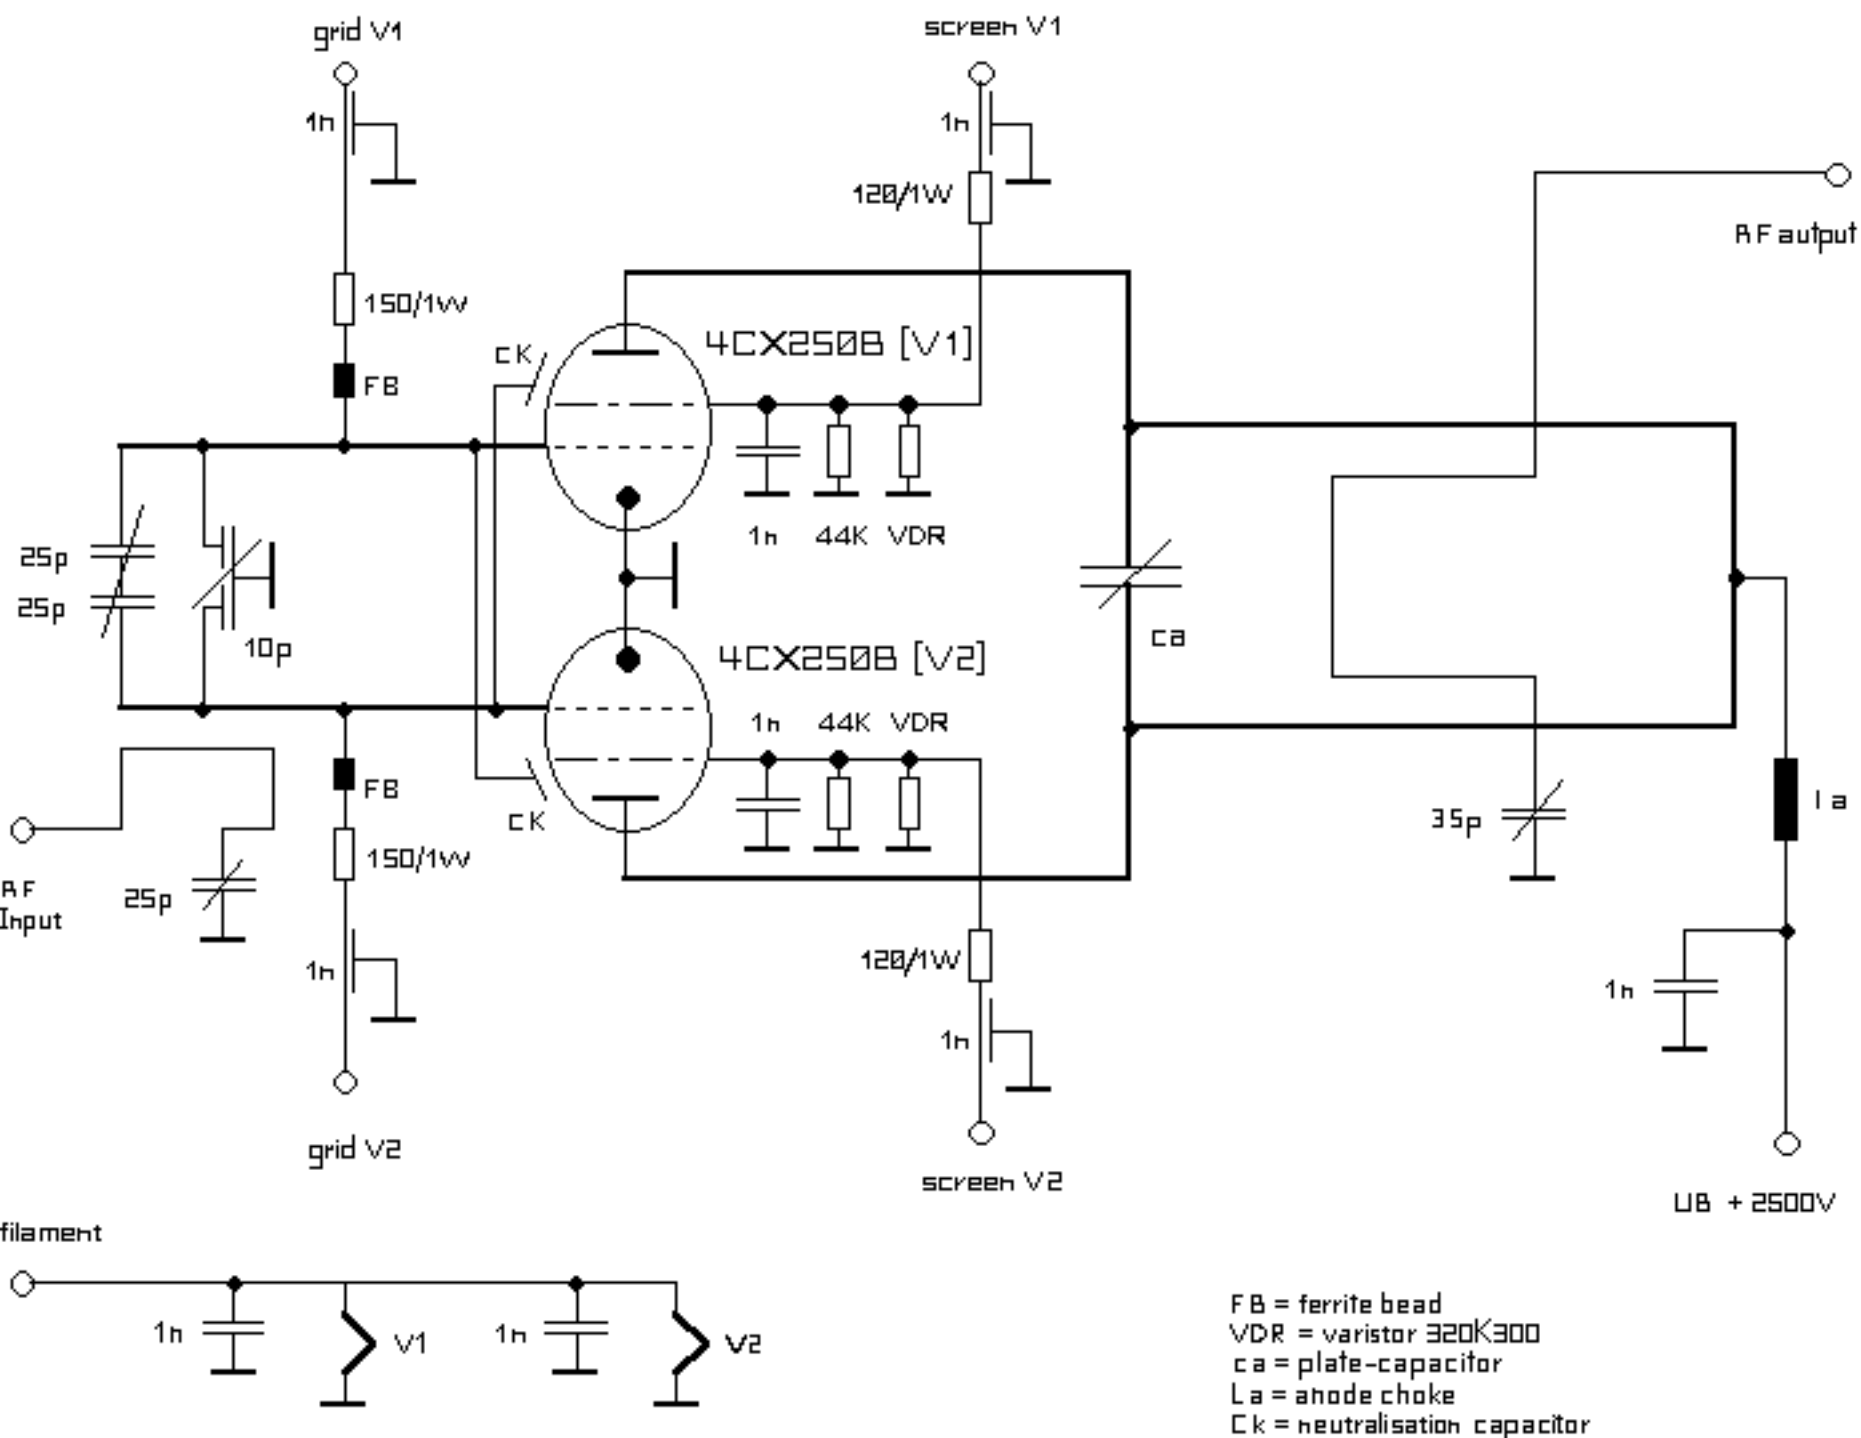 grid V1
screen V1
1n
1n
120/1W
RF autput
150/1W
4CX250B [V1]
CK
FB
1n 44K VDR
25p
25p
10p
ca
4CX250B [V2]
1n 44K VDR
FB
CK
35p
la
150/1W
RF
Input
25p
1n
120/1W
1n
1n
grid V2
screen V2
UB + 2500V
filament
1n
V1
1n
V2
FB = ferrite bead
VDR = varistor 320K300
ca = plate-capacitor
La = anode choke
Ck = neutralisation capacitor